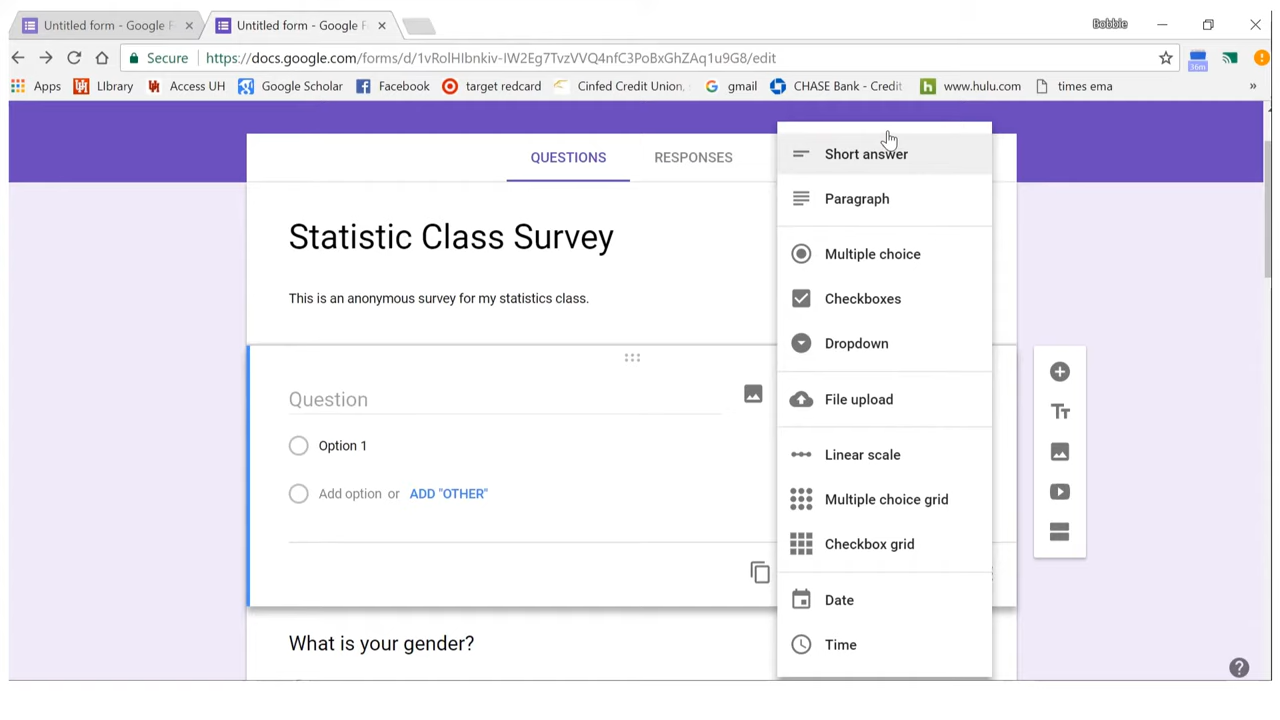 Untitled form - Google F
Untitled form - Google F
Bobbie
Secure
https://docs.google.com/forms/d/1vRolHIbnkiv-IW2Eg7TvzVVQ4nfC3PoBxGhZAq1u9G8/edit
36m
Apps
LIbrary
Access UH
Google Scholar
Facebook
target redcard
Cinfed Credit Union,
gmail
CHASE Bank - Credit
www.hulu.com
times ema
»
QUESTIONS
RESPONSES
Statistic Class Survey
This is an anonymous survey for my statistics class.
Question
Option 1
Add option or ADD "OTHER"
What is your gender?
Short answer
Paragraph
Multiple choice
Checkboxes
Dropdown
File upload
Linear scale
Multiple choice grid
Checkbox grid
Date
Time